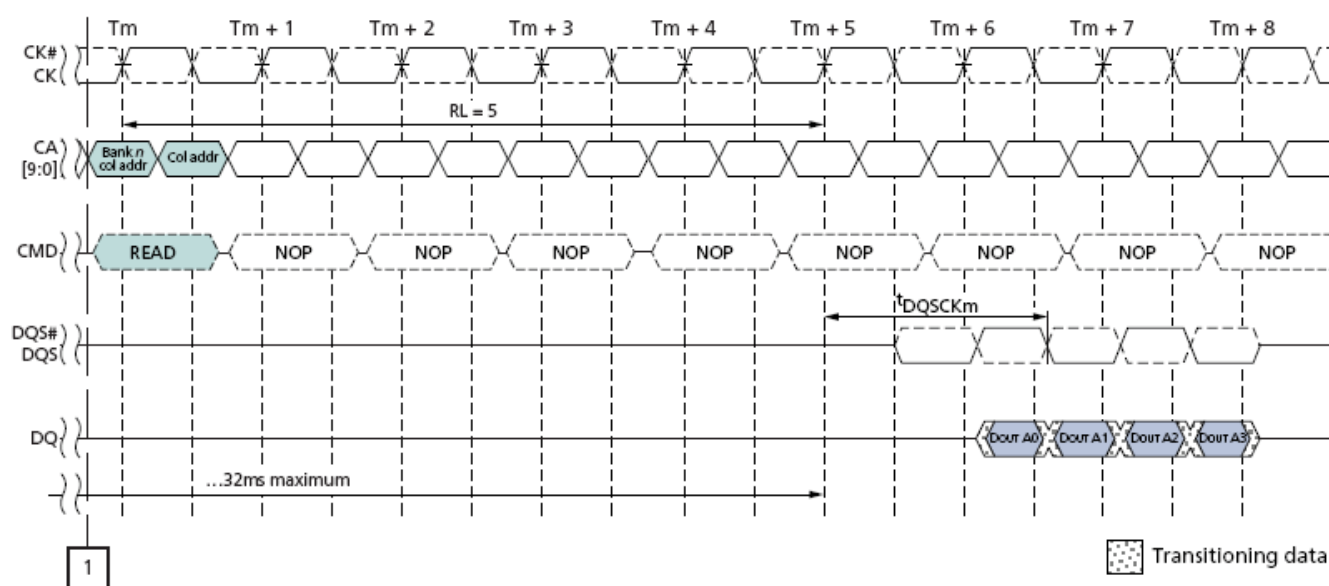 Tm Tm + 1 Tm + 2 Tm + 3 Tm + 4 Tm + 5 Tm + 6 Tm + 7 Tm + 8
CK#
CK
RL = 5
CA
[9:0]
Bank n
col addr
Col addr
CMD READ NOP NOP NOP NOP NOP NOP NOP NOP
tDQSCKm
DQS#
DQS
DQ DOUT A0 DOUT A1 DOUT A2 DOUT A3
...32ms maximum
1
Transitioning data